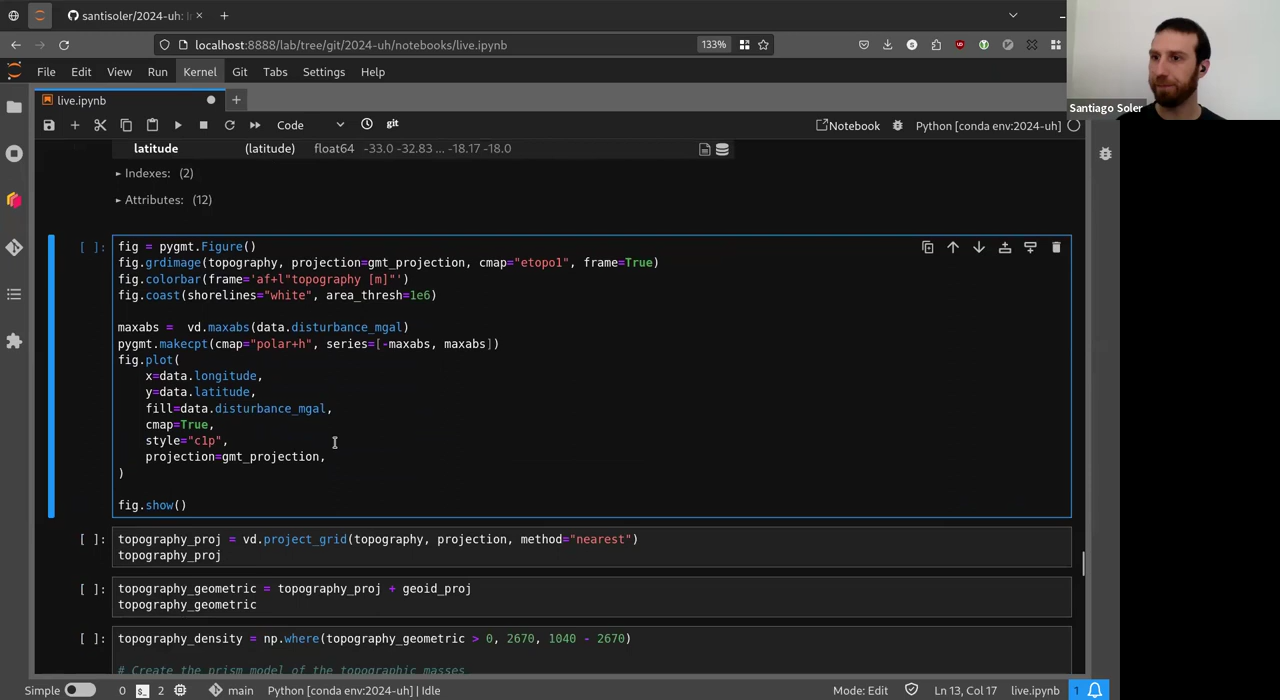 santisoler/2024-uh:
localhost:8888/lab/tree/git/2024-uh/notebooks/live.ipynb
133%
File Edit View Run Kernel Git Tabs Settings Help
Santiago Soler
live.ipynb
Code
git
Notebook
Python [conda env:2024-uh]
latitude (latitude) float64 -33.0 -32.83 ... -18.17 -18.0
Indexes: (2)
Attributes: (12)
[ ]:
fig = pygmt.Figure()
fig.grdimage(topography, projection=gmt_projection, cmap="etopo1", frame=True)
fig.colorbar(frame='af+l"topography [m]"')
fig.coast(shorelines="white", area_thresh=1e6)
maxabs =  vd.maxabs(data.disturbance_mgal)
pygmt.makecpt(cmap="polar+h", series=[-maxabs, maxabs])
fig.plot(
x=data.longitude,
y=data.latitude,
fill=data.disturbance_mgal,
cmap=True,
style="c1p",
projection=gmt_projection,
)
fig.show()
[ ]:
topography_proj = vd.project_grid(topography, projection, method="nearest")
topography_proj
[ ]:
topography_geometric = topography_proj + geoid_proj
topography_geometric
[ ]:
topography_density = np.where(topography_geometric > 0, 2670, 1040 - 2670)
# Create the prism model of the topographic masses
Simple 0 2 main Python [conda env:2024-uh] | Idle
Mode: Edit Ln 13, Col 17 live.ipynb 1